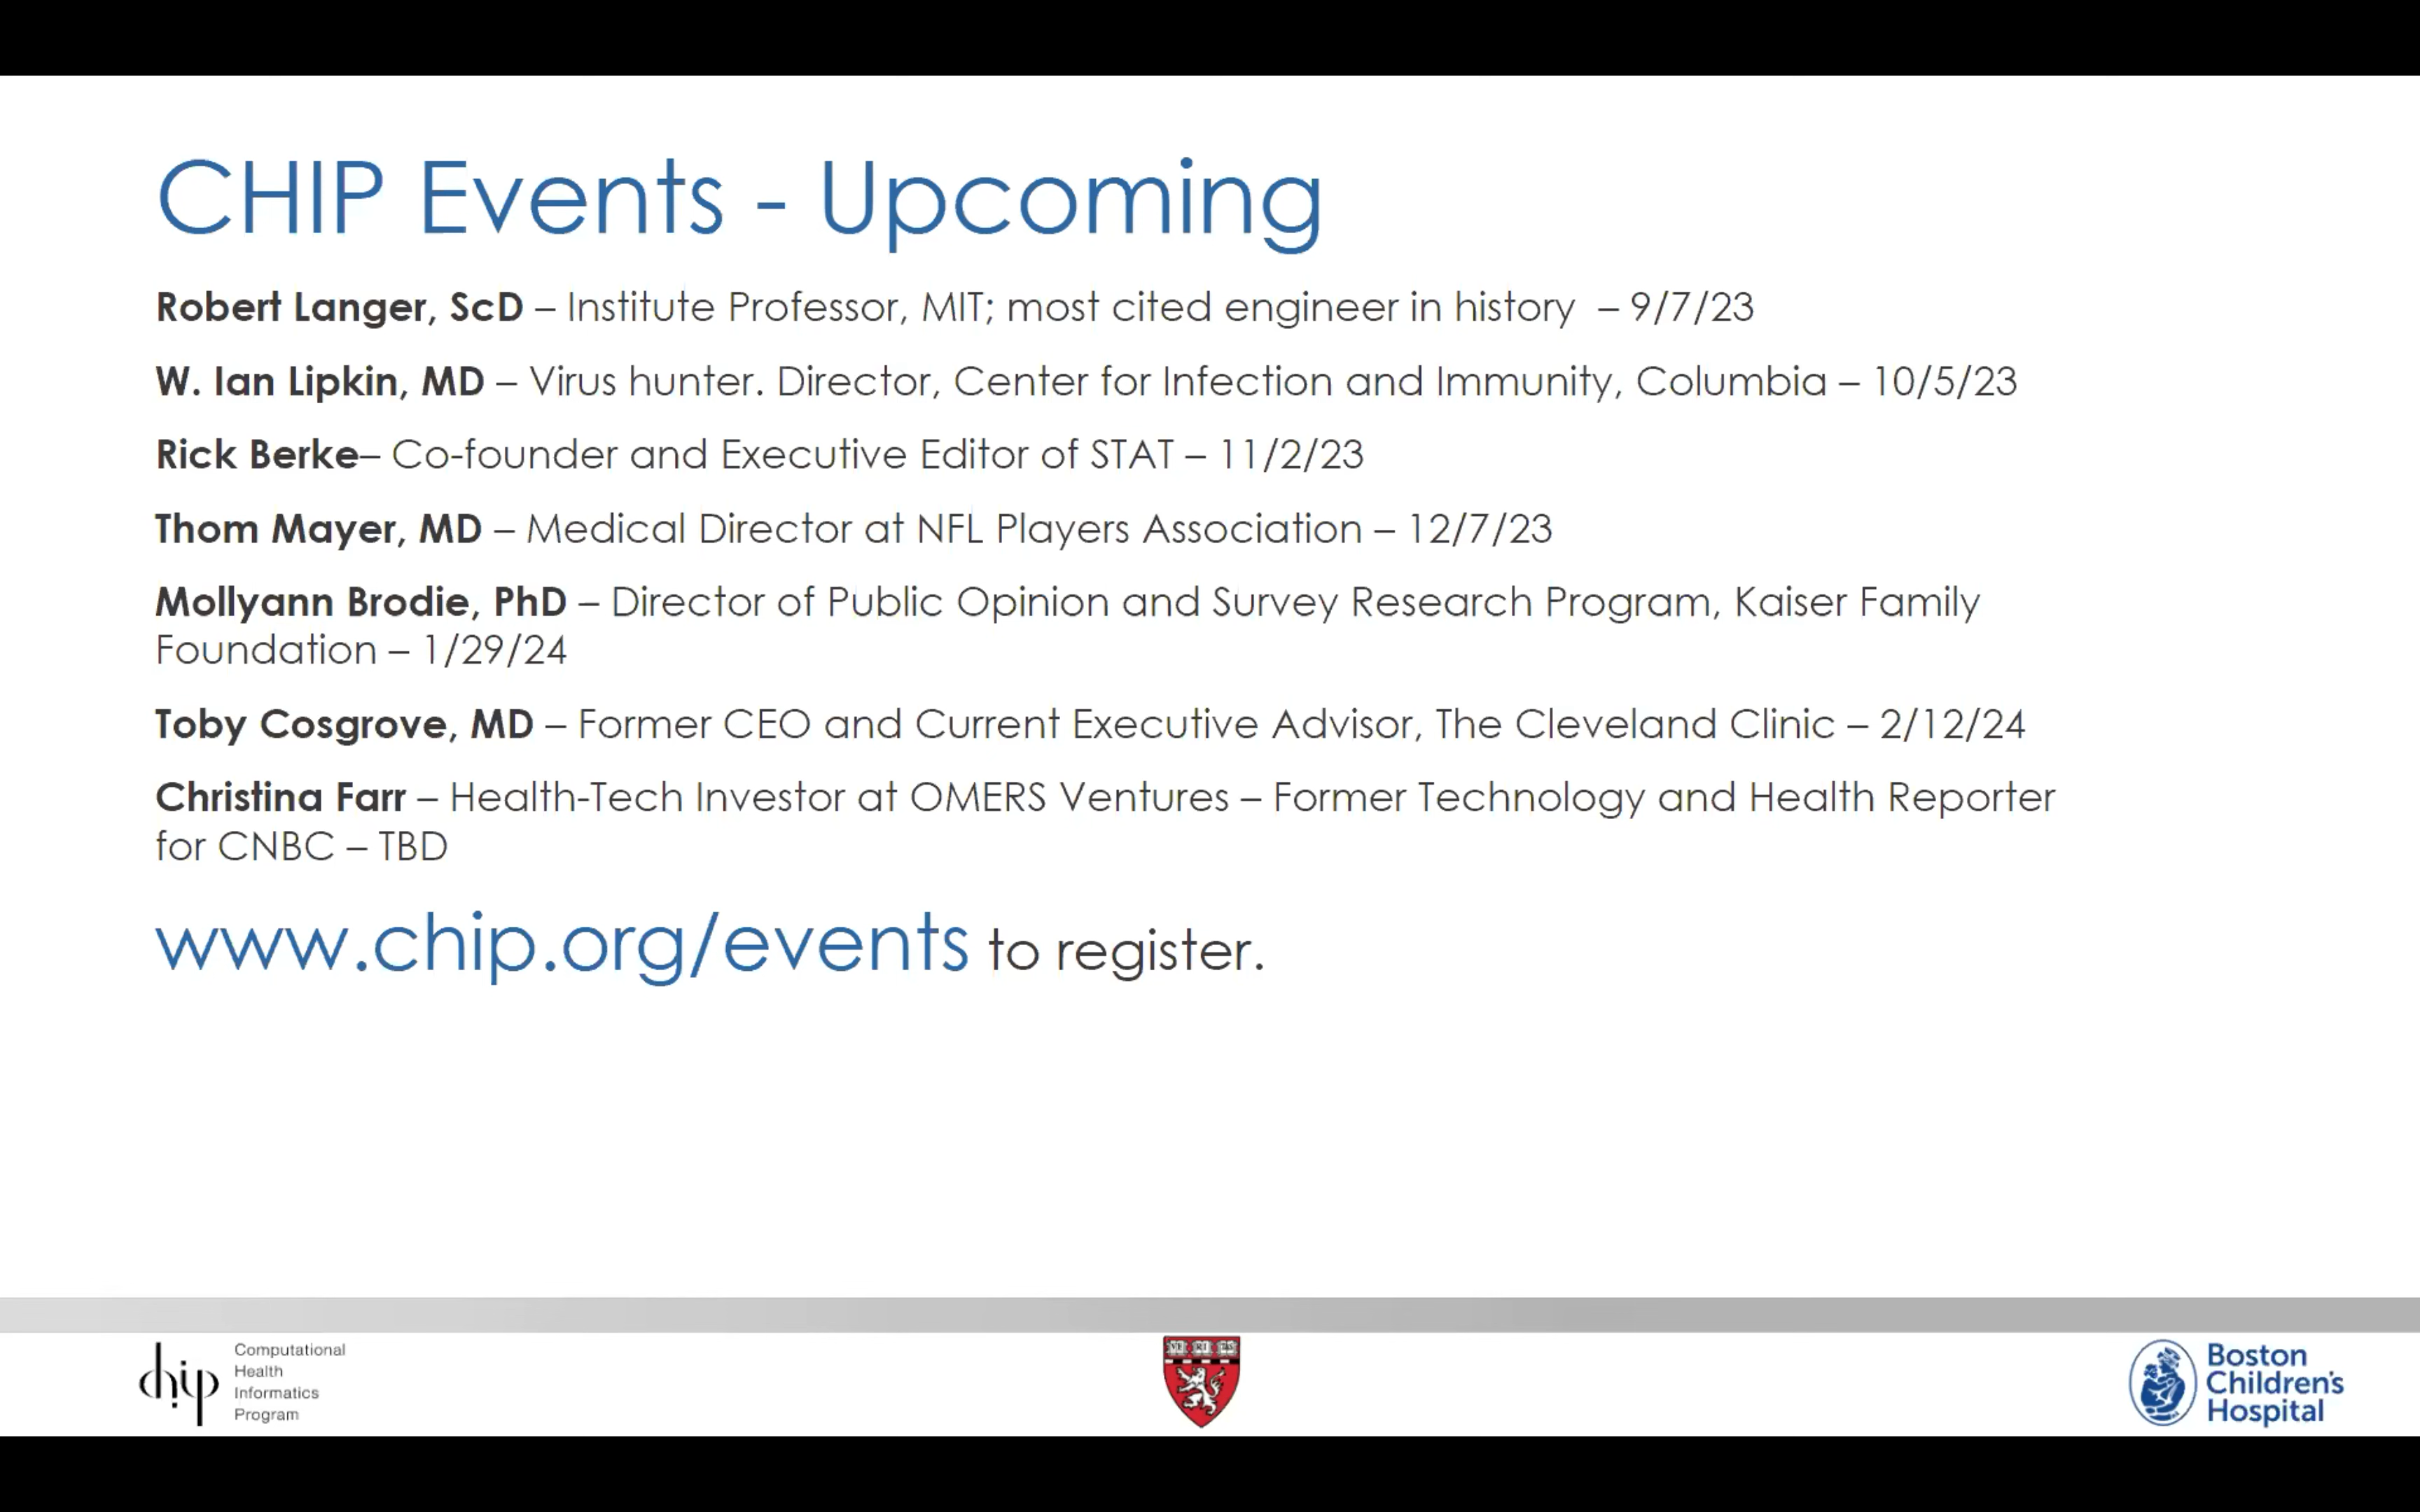 CHIP Events - Upcoming
Robert Langer, ScD – Institute Professor, MIT; most cited engineer in history – 9/7/23
W. Ian Lipkin, MD – Virus hunter. Director, Center for Infection and Immunity, Columbia – 10/5/23
Rick Berke– Co-founder and Executive Editor of STAT – 11/2/23
Thom Mayer, MD – Medical Director at NFL Players Association – 12/7/23
Mollyann Brodie, PhD – Director of Public Opinion and Survey Research Program, Kaiser Family
Foundation – 1/29/24
Toby Cosgrove, MD – Former CEO and Current Executive Advisor, The Cleveland Clinic – 2/12/24
Christina Farr – Health-Tech Investor at OMERS Ventures – Former Technology and Health Reporter
for CNBC – TBD
www.chip.org/events to register.
chip
Computational
Health
Informatics
Program
VE RI TAS
Boston
Children's
Hospital